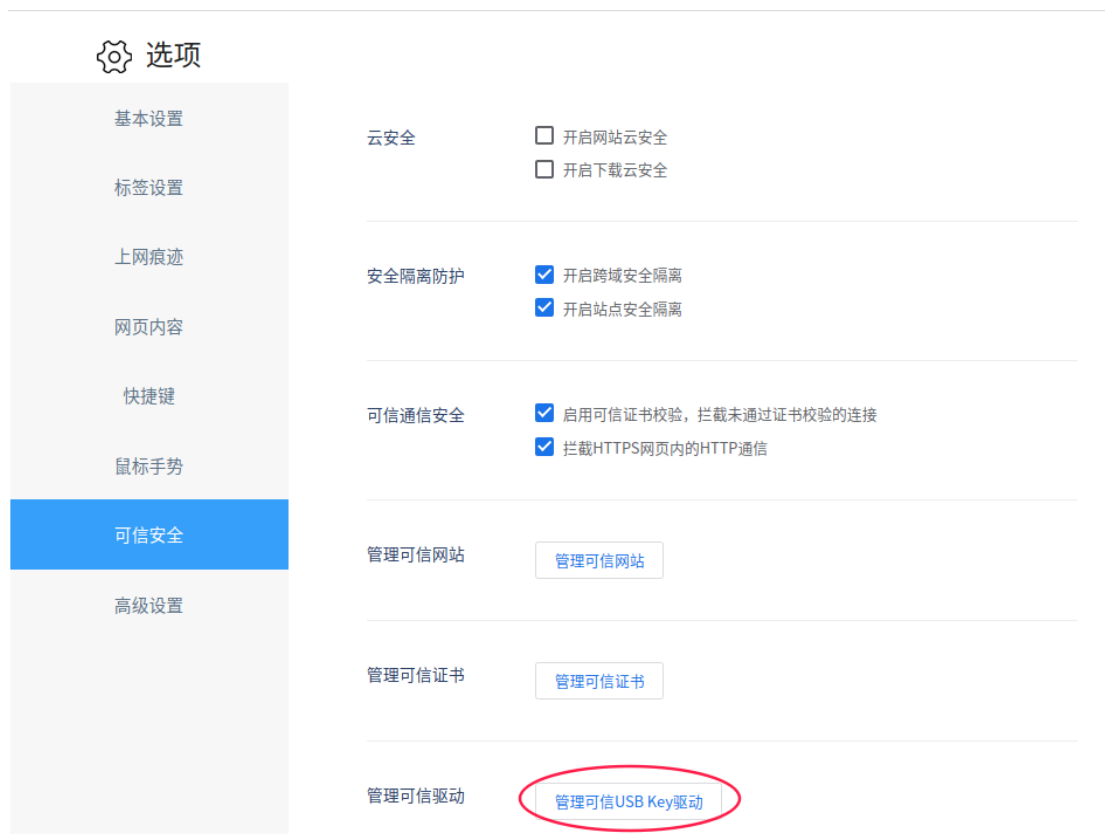 选项
基本设置
标签设置
上网痕迹
网页内容
快捷键
鼠标手势
可信安全
高级设置
云安全
开启网站云安全
开启下载云安全
安全隔离防护
开启跨域安全隔离
开启站点安全隔离
可信通信安全
启用可信证书校验，拦截未通过证书校验的连接
拦截HTTPS网页内的HTTP通信
管理可信网站
管理可信网站
管理可信证书
管理可信证书
管理可信驱动
管理可信USB Key驱动